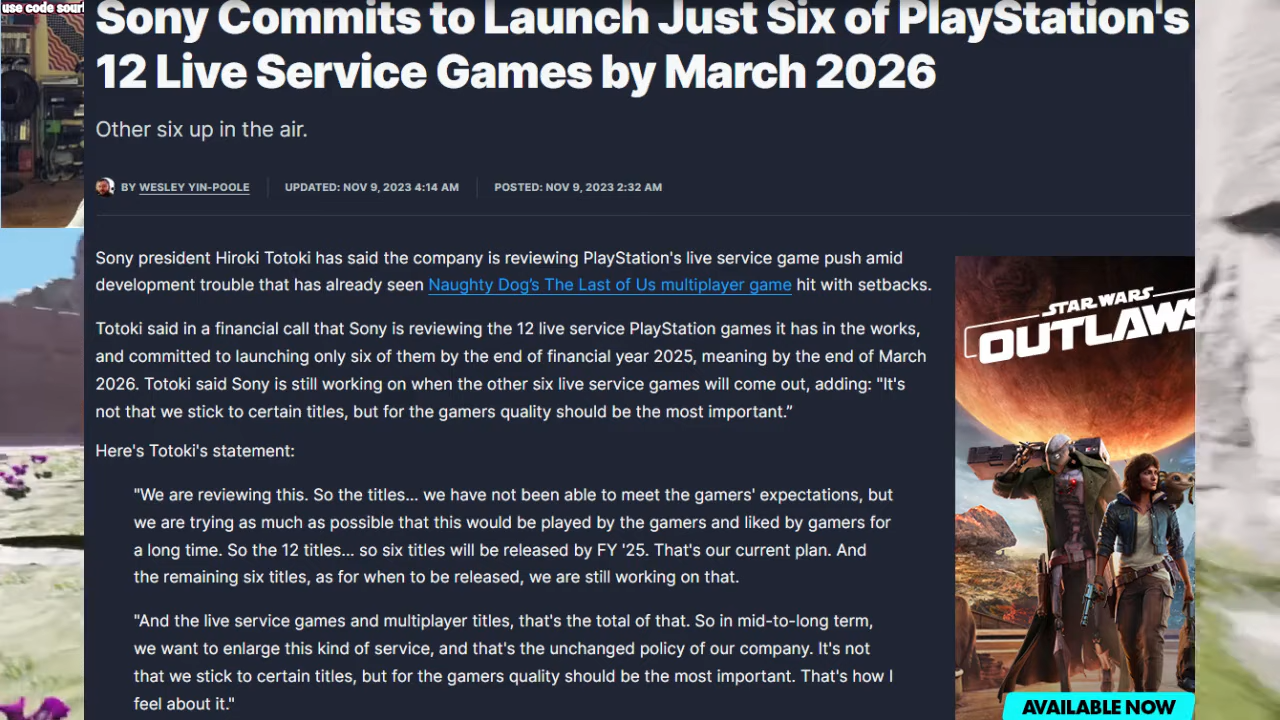 use code sour
Sony Commits to Launch Just Six of PlayStation's
12 Live Service Games by March 2026
Other six up in the air.
BY WESLEY YIN-POOLE UPDATED: NOV 9, 2023 4:14 AM POSTED: NOV 9, 2023 2:32 AM
Sony president Hiroki Totoki has said the company is reviewing PlayStation's live service game push amid
development trouble that has already seen Naughty Dog's The Last of Us multiplayer game hit with setbacks.
Totoki said in a financial call that Sony is reviewing the 12 live service PlayStation games it has in the works,
and committed to launching only six of them by the end of financial year 2025, meaning by the end of March
2026. Totoki said Sony is still working on when the other six live service games will come out, adding: "It's
not that we stick to certain titles, but for the gamers quality should be the most important."
Here's Totoki's statement:
"We are reviewing this. So the titles... we have not been able to meet the gamers' expectations, but
we are trying as much as possible that this would be played by the gamers and liked by gamers for
a long time. So the 12 titles... so six titles will be released by FY '25. That's our current plan. And
the remaining six titles, as for when to be released, we are still working on that.
"And the live service games and multiplayer titles, that's the total of that. So in mid-to-long term,
we want to enlarge this kind of service, and that's the unchanged policy of our company. It's not
that we stick to certain titles, but for the gamers quality should be the most important. That's how I
feel about it."
STAR WARS
OUTLAWS
AVAILABLE NOW